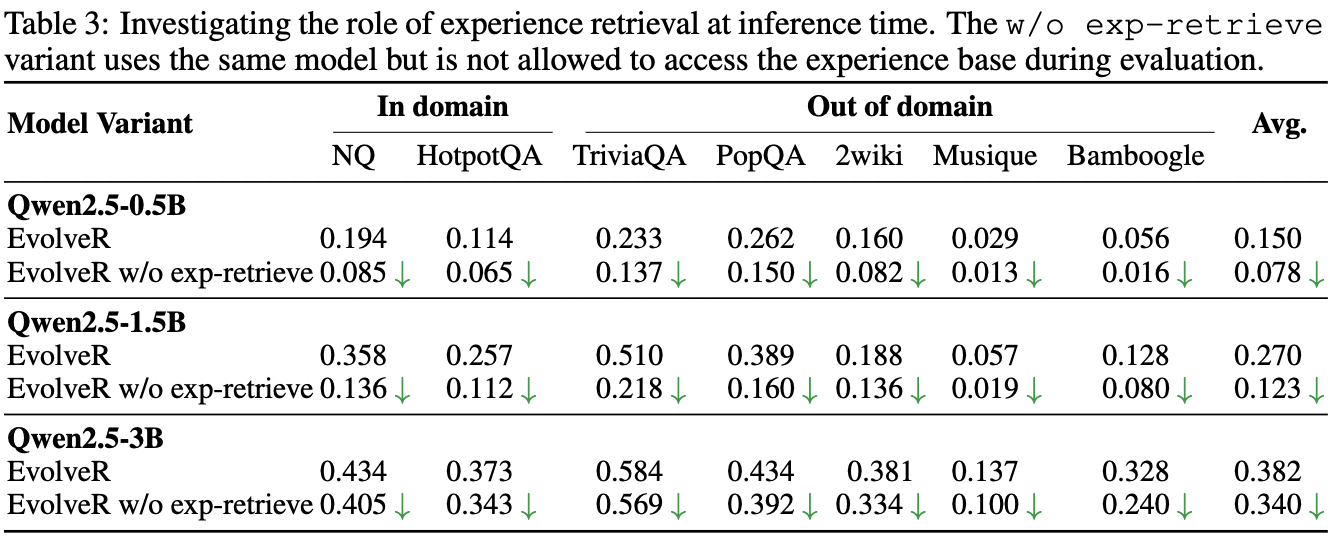 Table 3: Investigating the role of experience retrieval at inference time. The w/o exp-retrieve
variant uses the same model but is not allowed to access the experience base during evaluation.
Model Variant In domain Out of domain Avg.
NQ HotpotQA TriviaQA PopQA 2wiki Musique Bamboogle
Qwen2.5-0.5B
EvolveR 0.194 0.114 0.233 0.262 0.160 0.029 0.056 0.150
EvolveR w/o exp-retrieve 0.085 ↓ 0.065 ↓ 0.137 ↓ 0.150 ↓ 0.082 ↓ 0.013 ↓ 0.016 ↓ 0.078 ↓
Qwen2.5-1.5B
EvolveR 0.358 0.257 0.510 0.389 0.188 0.057 0.128 0.270
EvolveR w/o exp-retrieve 0.136 ↓ 0.112 ↓ 0.218 ↓ 0.160 ↓ 0.136 ↓ 0.019 ↓ 0.080 ↓ 0.123 ↓
Qwen2.5-3B
EvolveR 0.434 0.373 0.584 0.434 0.381 0.137 0.328 0.382
EvolveR w/o exp-retrieve 0.405 ↓ 0.343 ↓ 0.569 ↓ 0.392 ↓ 0.334 ↓ 0.100 ↓ 0.240 ↓ 0.340 ↓